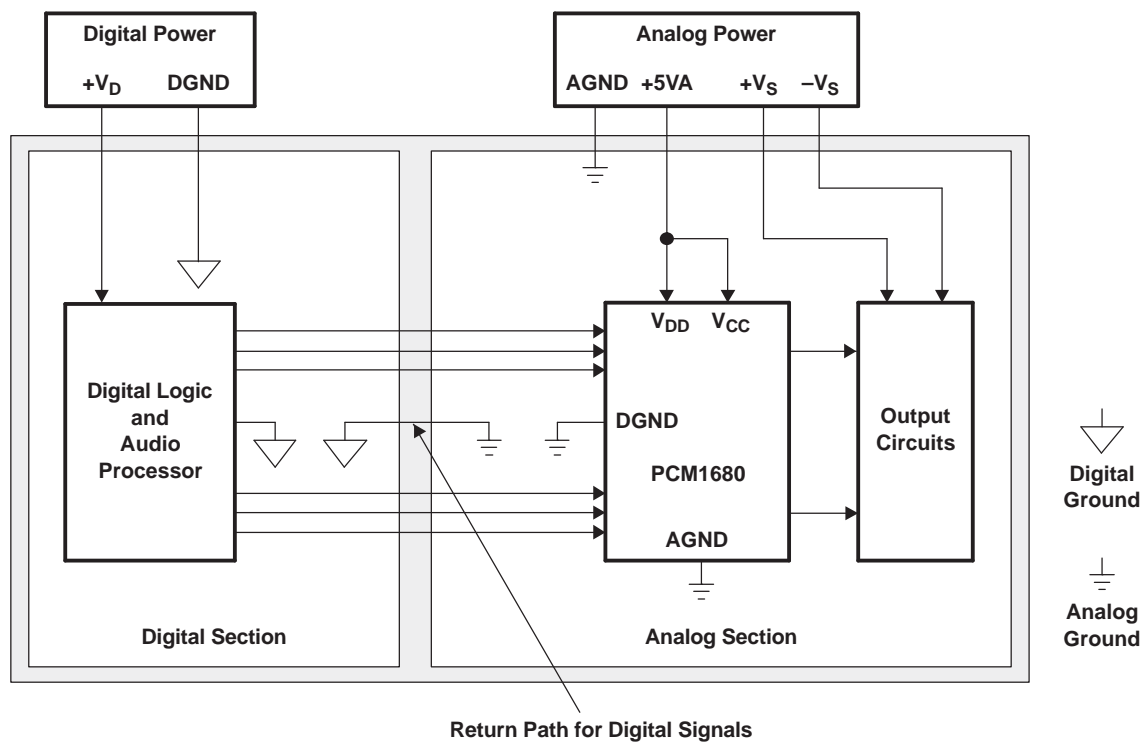 Digital Power
+VD DGND
Analog Power
AGND +5VA +VS –VS
Digital Logic
and
Audio
Processor
VDD VCC
DGND
PCM1680
AGND
Output
Circuits
Digital
Ground
Analog
Ground
Digital Section
Analog Section
Return Path for Digital Signals